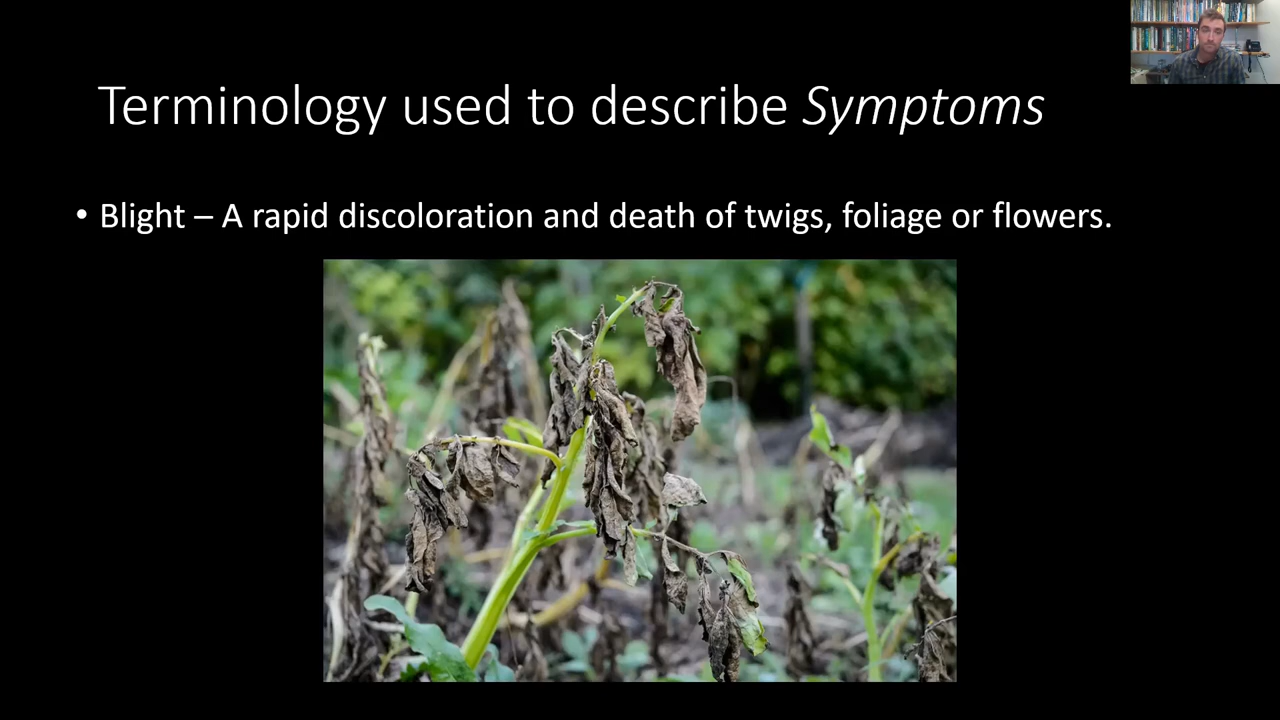 Terminology used to describe Symptoms
• Blight – A rapid discoloration and death of twigs, foliage or flowers.